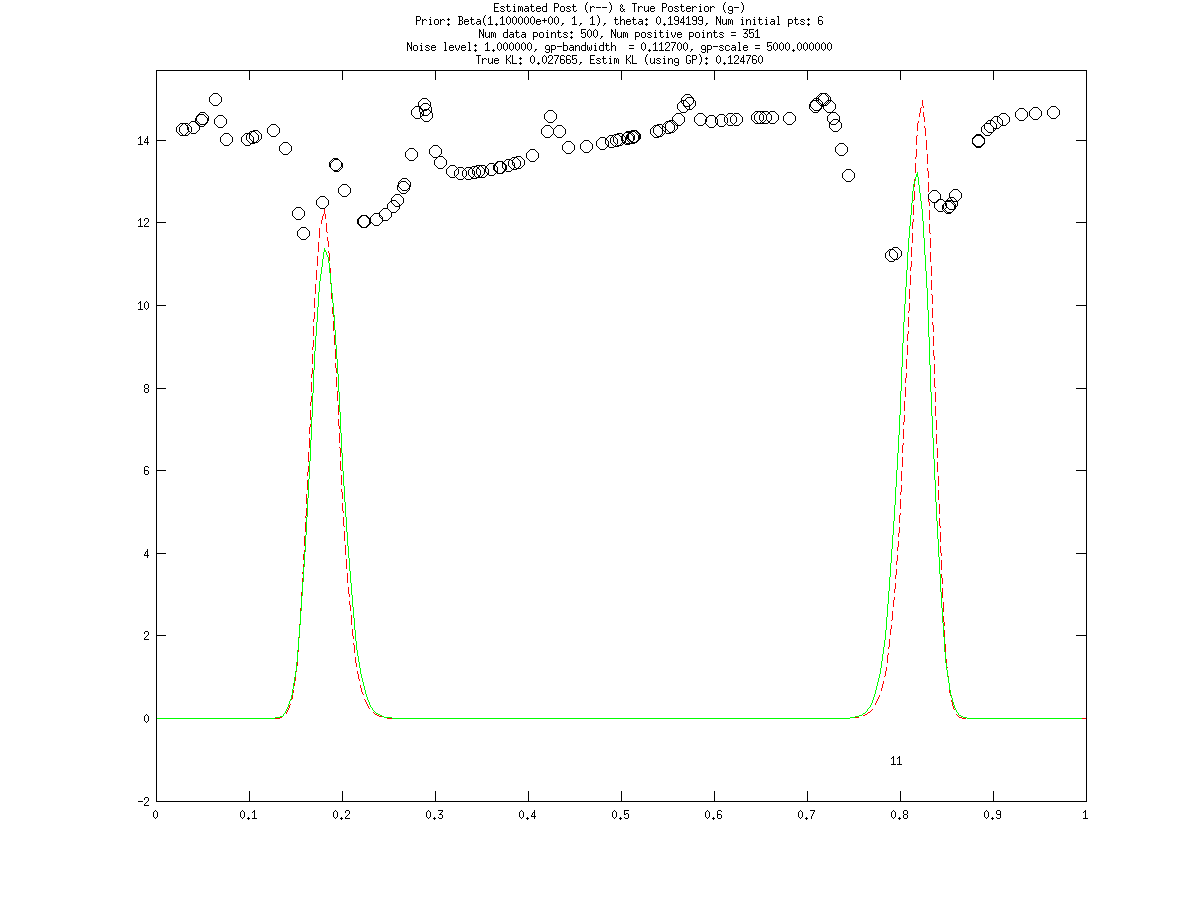 Estimated Post (r--) & True Posterior (g-)
Prior: Beta(1.100000e+00, 1, 1), theta: 0.194199, Num initial pts: 6
Num data points: 500, Num positive points = 351
Noise level: 1.000000, gp-bandwidth  = 0.112700, gp-scale = 5000.000000
True KL: 0.027665, Estim KL (using GP): 0.124760
14
12
10
8
6
4
2
0
11
-2
0 0.1 0.2 0.3 0.4 0.5 0.6 0.7 0.8 0.9 1